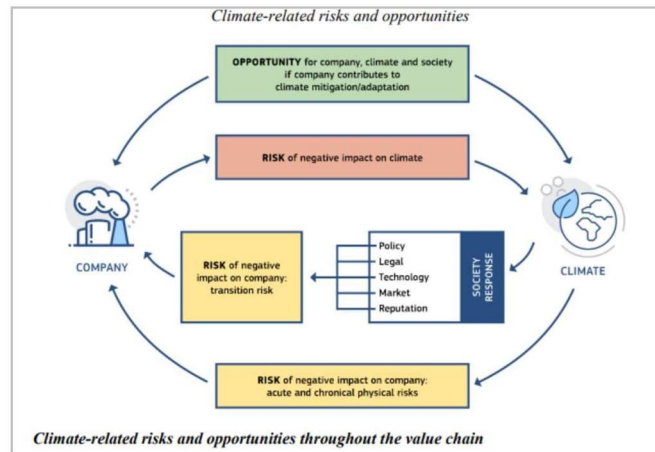 Climate-related risks and opportunities
OPPORTUNITY for company, climate and society
if company contributes to
climate mitigation/adaptation
RISK of negative impact on climate
COMPANY
RISK of negative
impact on company:
transition risk
Policy
Legal
Technology
Market
Reputation
SOCIETY
RESPONSE
CLIMATE
RISK of negative impact on company:
acute and chronical physical risks
Climate-related risks and opportunities throughout the value chain